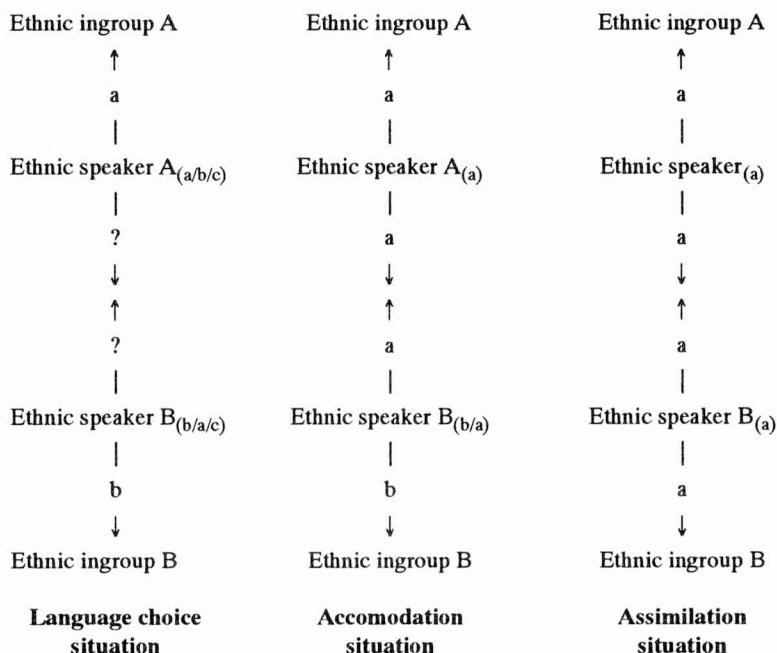 Ethnic ingroup A Ethnic ingroup A Ethnic ingroup A
↑ ↑ ↑
a a a
| | |
Ethnic speaker A(a/b/c) Ethnic speaker A(a) Ethnic speaker(a)
| | |
? a a
↓ ↓ ↓
↑ ↑ ↑
? a a
| | |
Ethnic speaker B(b/a/c) Ethnic speaker B(b/a) Ethnic speaker B(a)
| | |
b b a
↓ ↓ ↓
Ethnic ingroup B Ethnic ingroup B Ethnic ingroup B
Language choice Accomodation Assimilation
situation situation situation